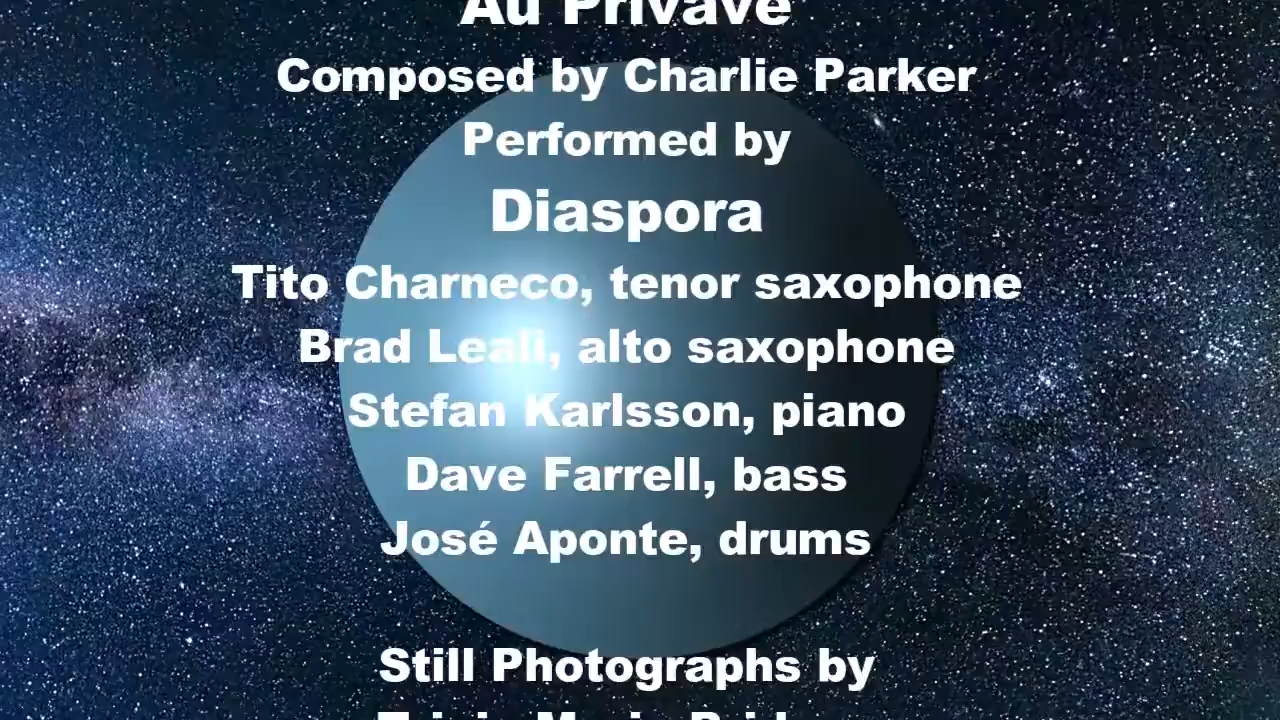 Au Privave
Composed by Charlie Parker
Performed by
Diaspora
Tito Charneco, tenor saxophone
Brad Leali, alto saxophone
Stefan Karlsson, piano
Dave Farrell, bass
José Aponte, drums
Still Photographs by